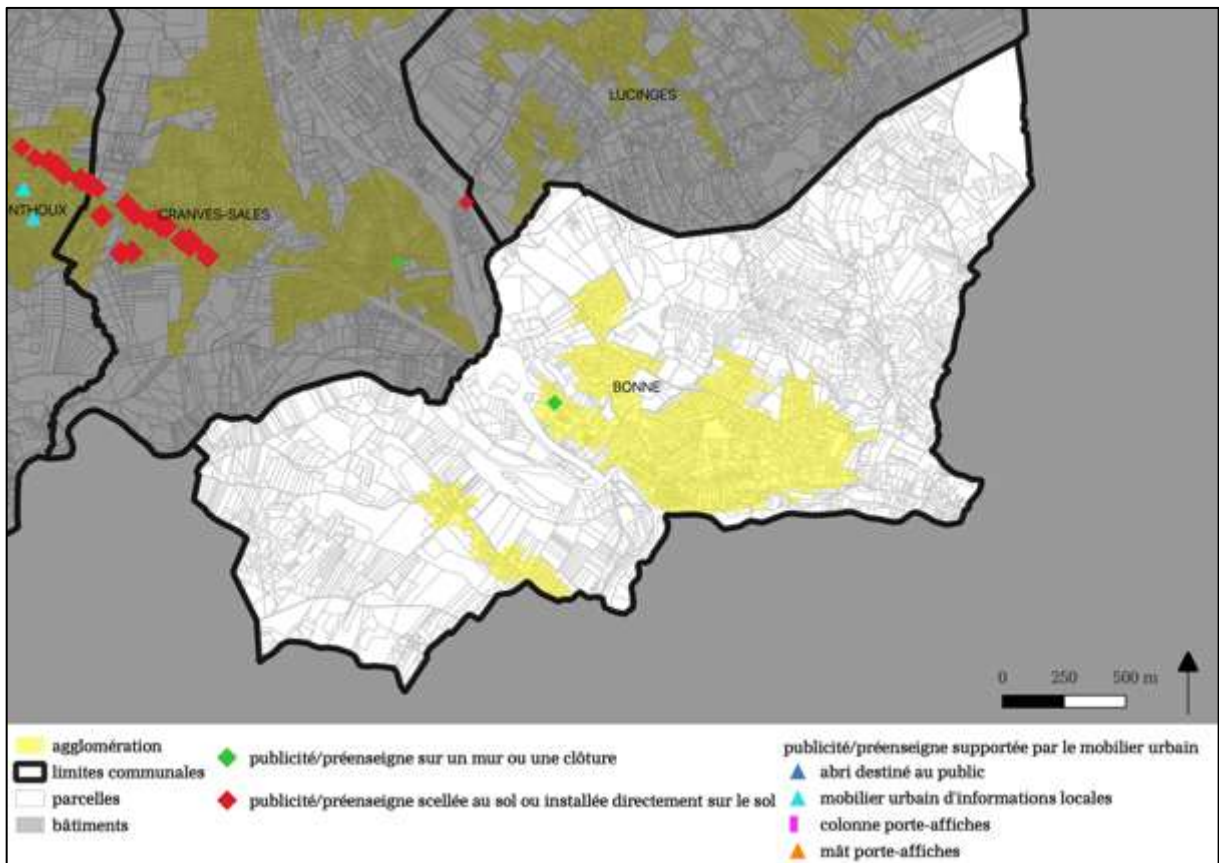 LUCINGES
NTHOUX
CRANVES-SALES
BONNE
0 250 500 m
agglomération
limites communales
parcelles
bâtiments
publicité/préenseigne sur un mur ou une clôture
publicité/préenseigne scellée au sol ou installée directement sur le sol
publicité/préenseigne supportée par le mobilier urbain
abri destiné au public
mobilier urbain d'informations locales
colonne porte-affiches
mât porte-affiches